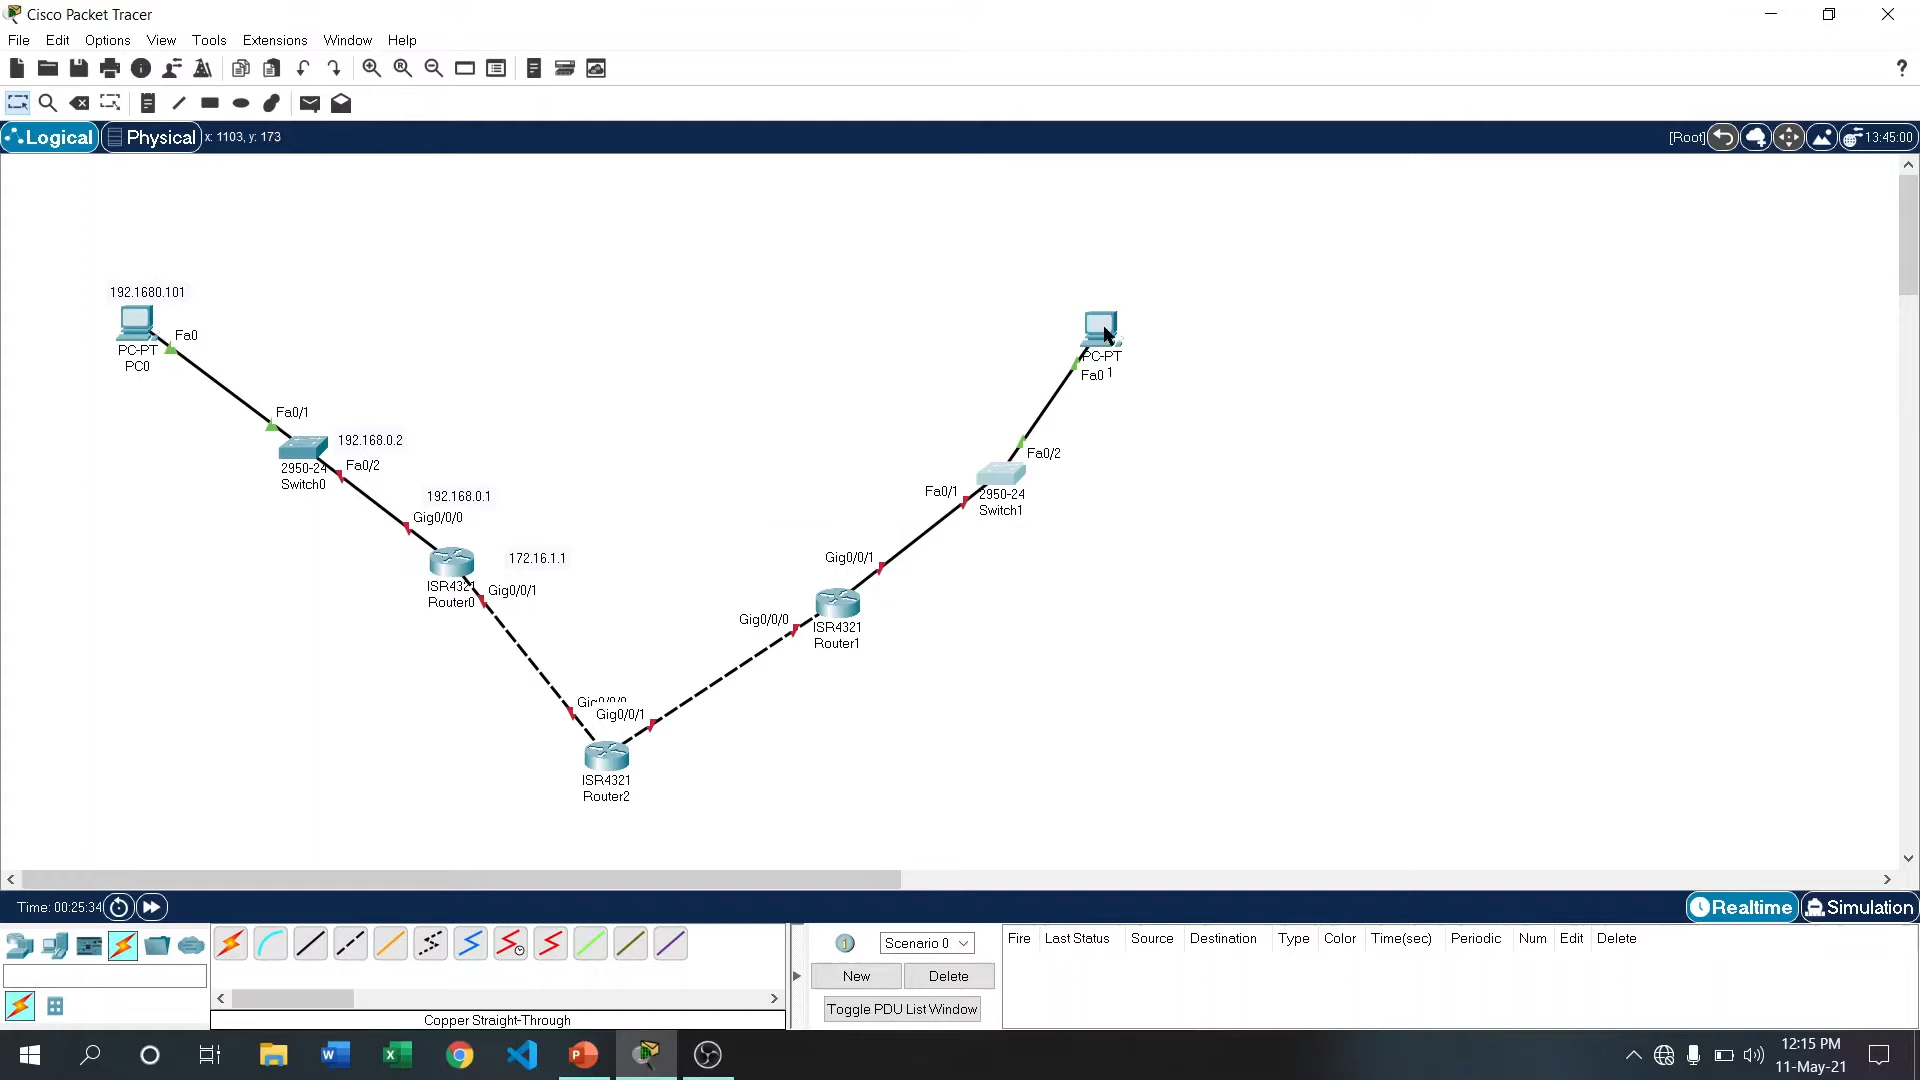 Cisco Packet Tracer
File Edit Options View Tools Extensions Window Help
Logical Physical x: 1103, y: 173 [Root] 13:45:00
192.1680.101
Fa0
PC-PT
PC0
PC-PT
Fa0 1
Fa0/1
192.168.0.2
Fa0/2
2950-24
Switch0
Fa0/2
Fa0/1
2950-24
Switch1
192.168.0.1
Gig0/0/0
172.16.1.1
ISR4321
Router0
Gig0/0/1
Gig0/0/1
Gig0/0/0
ISR4321
Router1
Gig0/0/0
Gig0/0/1
ISR4321
Router2
Time: 00:25:34 Realtime Simulation
Scenario 0
New Delete
Toggle PDU List Window
Fire Last Status Source Destination Type Color Time(sec) Periodic Num Edit Delete
Copper Straight-Through
12:15 PM
11-May-21